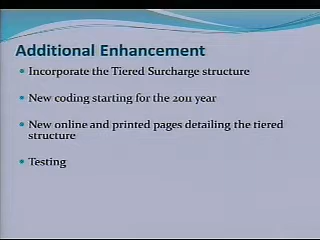 Additional Enhancement
Incorporate the Tiered Surcharge structure
New coding starting for the 2011 year
New online and printed pages detailing the tiered
structure
Testing